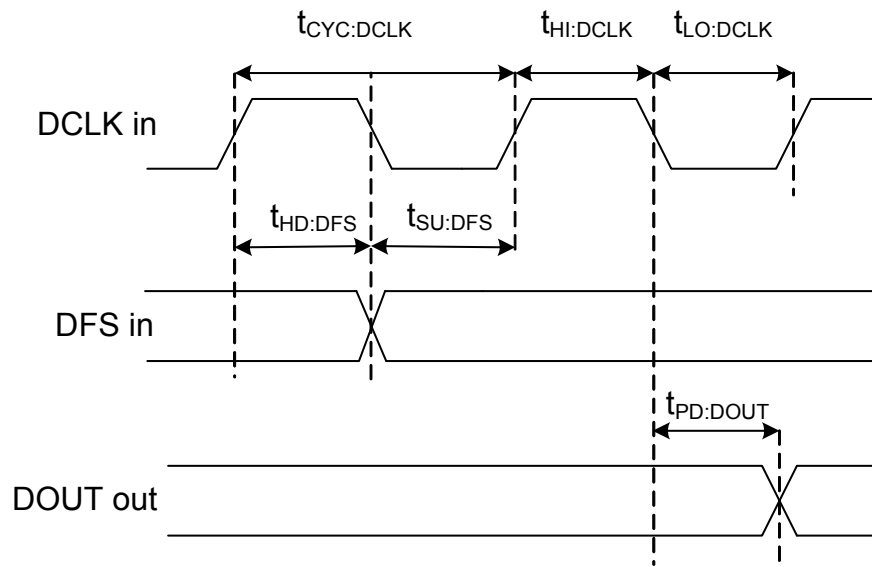 tCYC:DCLK tHI:DCLK tLO:DCLK
DCLK in
tHD:DFS tSU:DFS
DFS in
tPD:DOUT
DOUT out